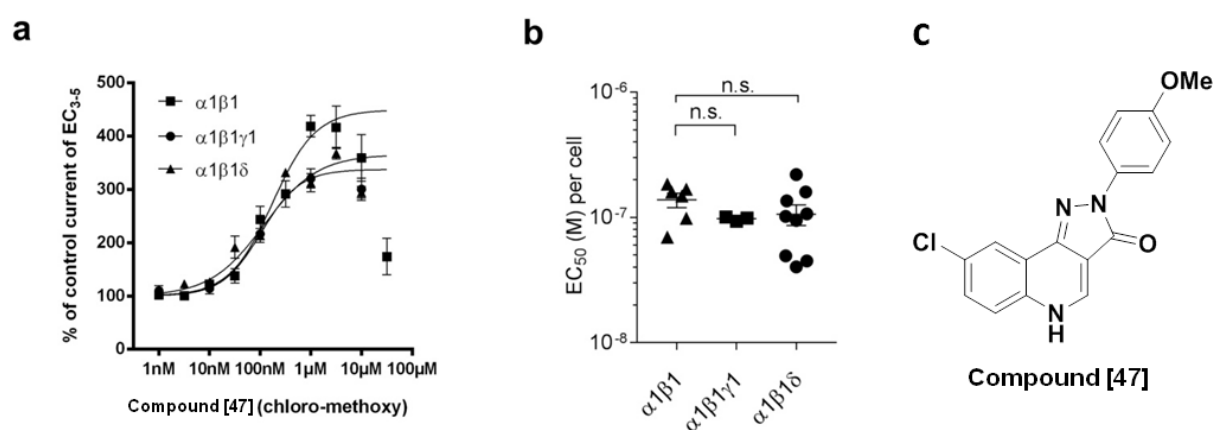 a
% of control current of EC3-5
500
400
300
200
100
0
α1β1
α1β1γ1
α1β1δ
1nM 10nM 100nM 1μM 10μM 100μM
Compound [47] (chloro-methoxy)
b
EC50 (M) per cell
10-6
10-7
10-8
n.s.
n.s.
α1β1
α1β1γ1
α1β1δ
c
OMe
N N
Cl
O
N
H
Compound [47]